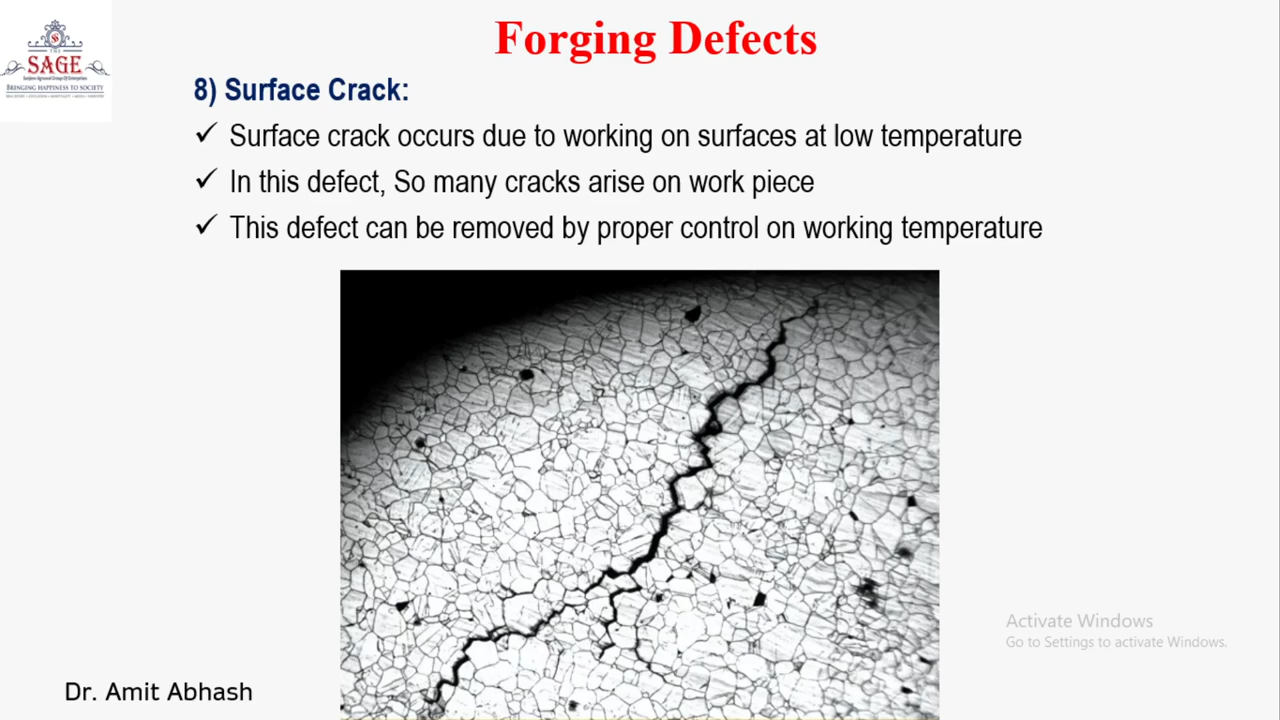 Forging Defects
THE
SAGE
BRINGING HAPPINESS TO SOCIETY
8) Surface Crack:
✓ Surface crack occurs due to working on surfaces at low temperature
✓ In this defect, So many cracks arise on work piece
✓ This defect can be removed by proper control on working temperature
Activate Windows
Go to Settings to activate Windows.
Dr. Amit Abhash